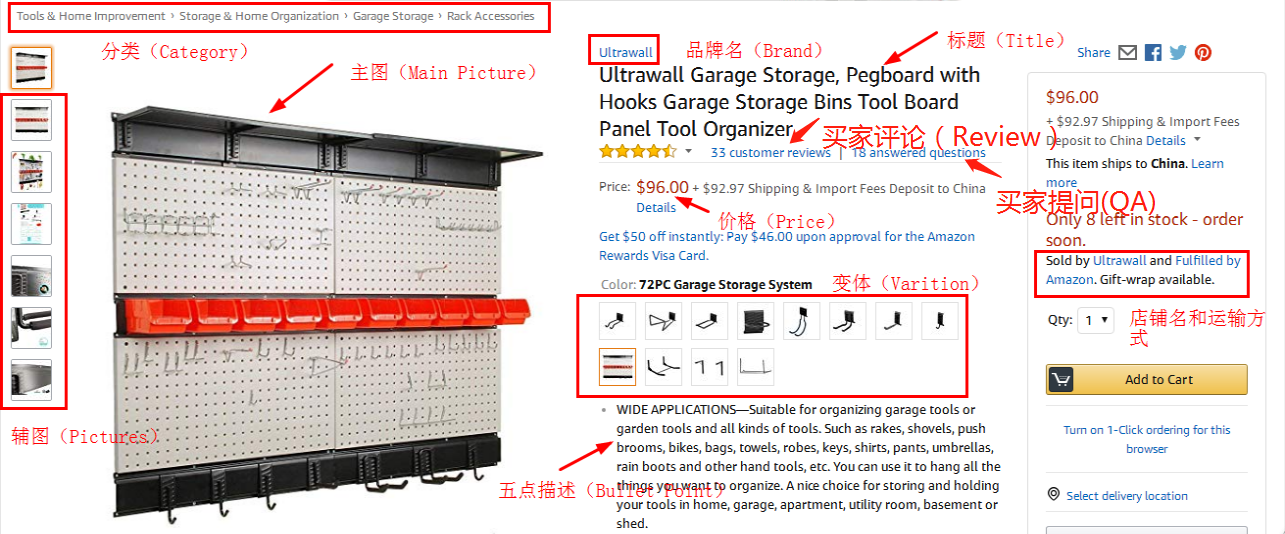 Tools & Home Improvement › Storage & Home Organization › Garage Storage › Rack Accessories
分类（Category）
主图（Main Picture）
辅图（Pictures）
Ultrawall
品牌名（Brand）
标题（Title）
Ultrawall Garage Storage, Pegboard with
Hooks Garage Storage Bins Tool Board
Panel Tool Organizer
买家评论（Review）
33 customer reviews | 18 answered questions
买家提问(QA)
Price: $96.00 + $92.97 Shipping & Import Fees Deposit to China
Details
价格（Price）
Get $50 off instantly: Pay $46.00 upon approval for the Amazon
Rewards Visa Card.
Color: 72PC Garage Storage System
变体（Varition）
五点描述（Bullet Point）
• WIDE APPLICATIONS—Suitable for organizing garage tools or
garden tools and all kinds of tools. Such as rakes, shovels, push
brooms, bikes, bags, towels, robes, keys, shirts, pants, umbrellas,
rain boots and other hand tools, etc. You can use it to hang all the
things you want to organize. A nice choice for storing and holding
your tools in home, garage, apartment, utility room, basement or
shed.
Share
$96.00
+ $92.97 Shipping & Import Fees
Deposit to China Details
This item ships to China. Learn
more
Only 8 left in stock - order
soon.
Sold by Ultrawall and Fulfilled by
Amazon. Gift-wrap available.
Qty: 1
店铺名和运输方
式
Add to Cart
Turn on 1-Click ordering for this
browser
Select delivery location